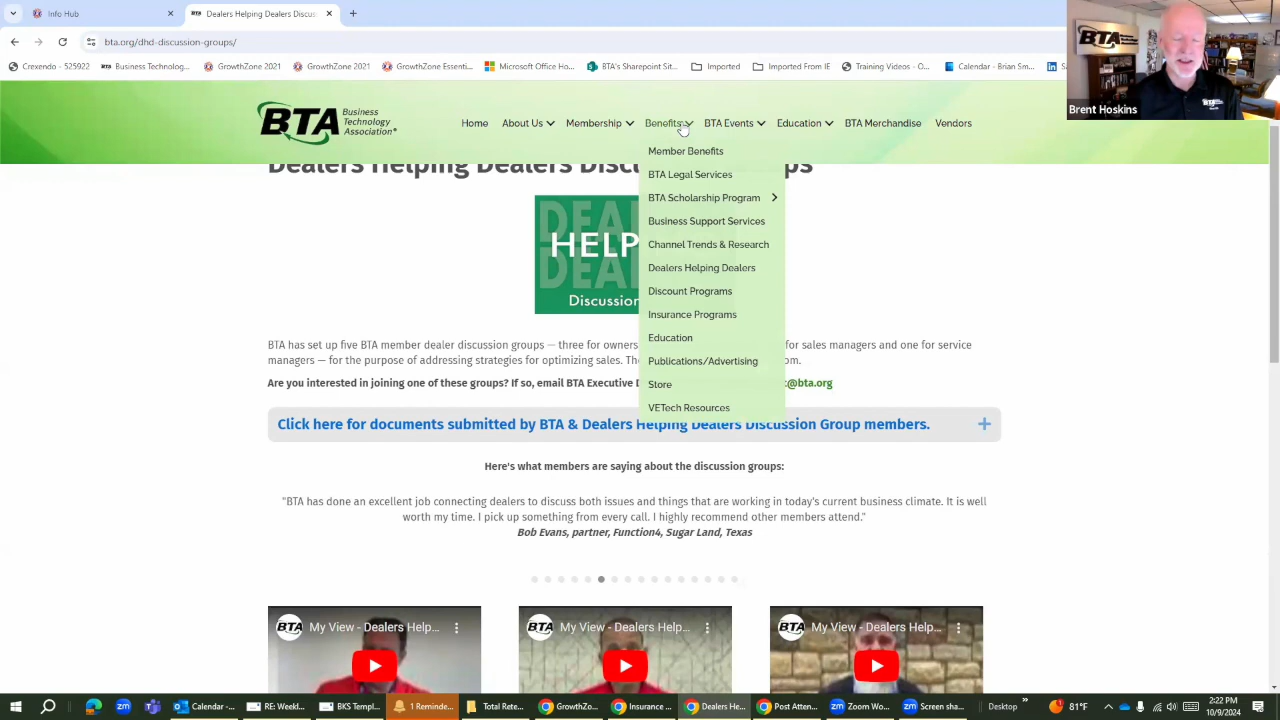 Info Hub
Dealers Helping Dealers Discus
bta.org/dhd-discussion-groups/
Crexendo - 525922
Business Technolog...
GrowthZone 2021
GrowthZone 2021
GrowthZone Essenti...
Microsoft Office Ho...
BTA's Sharepoint Sit...
Imported
Imported From IE
Training Videos - O...
Calendar - Brian Sm...
BTA
Brent Hoskins
BTA Business Technology Association
Home
About Us
Membership
Benefits
BTA Events
Education
BTA Merchandise
Vendors
Dealers Helping Dealers Disc
Member Benefits
BTA Legal Services
BTA Scholarship Program
Business Support Services
Channel Trends & Research
Dealers Helping Dealers
Discount Programs
Insurance Programs
Education
Publications/Advertising
Store
VETech Resources
DEAL
HELP
DEAL
Discussion
BTA has set up five BTA member dealer discussion groups — three for owners for sales managers and one for service
managers — for the purpose of addressing strategies for optimizing sales.
Are you interested in joining one of these groups? If so, email BTA Executive D @bta.org
Click here for documents submitted by BTA & Dealers Helping Dealers Discussion Group members.
Here's what members are saying about the discussion groups:
"BTA has done an excellent job connecting dealers to discuss both issues and things that are working in today's current business climate. It is well
worth my time. I pick up something from every call. I highly recommend other members attend."
Bob Evans, partner, Function4, Sugar Land, Texas
BTA My View - Dealers Help...
BTA My View - Dealers Help...
BTA My View - Dealers Help...
Calendar -...
RE: Week...
BKS Templ...
1 Reminde...
Total Rete...
GrowthZo...
Insurance ...
Dealers He...
Post Atten...
Zoom Wo...
Screen sha...
Desktop
81°F
2:22 PM
10/9/2024